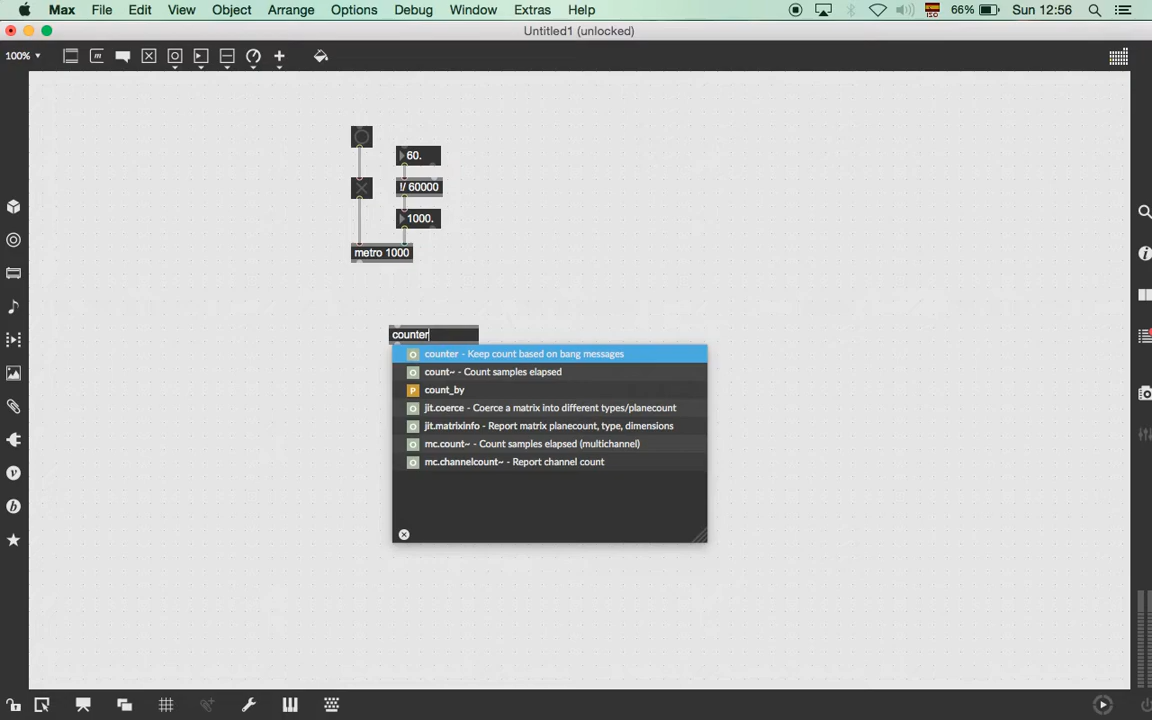 Max File Edit View Object Arrange Options Debug Window Extras Help ISO 66% Sun 12:56
Untitled1 (unlocked)
100%
60.
!/ 60000
1000.
metro 1000
counter
counter - Keep count based on bang messages
count~ - Count samples elapsed
count_by
jit.coerce - Coerce a matrix into different types/planecount
jit.matrixinfo - Report matrix planecount, type, dimensions
mc.count~ - Count samples elapsed (multichannel)
mc.channelcount~ - Report channel count